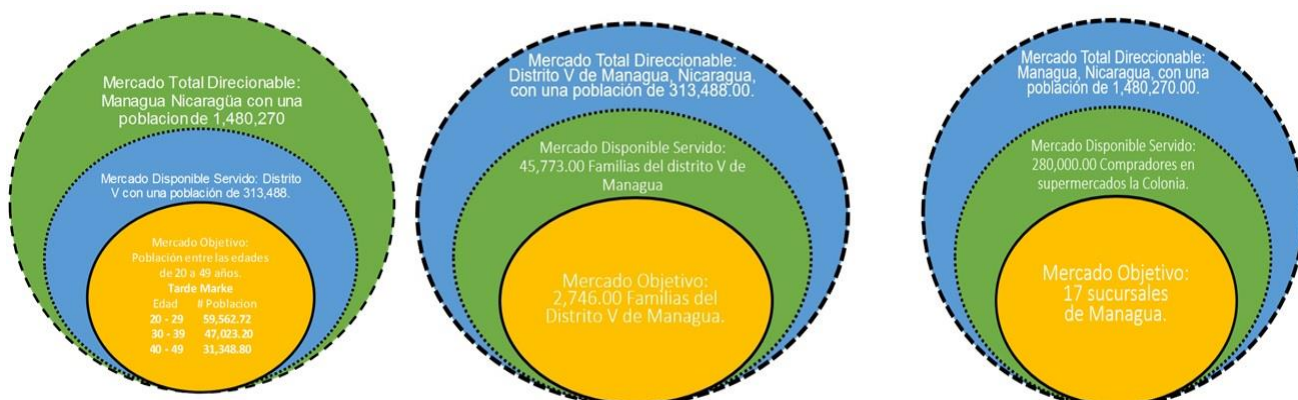 Mercado Total Direcionable:
Managua Nicaragüa con una
poblacion de 1,480,270
Mercado Disponible Servido: Distrito
V con una población de 313,488.
Mercado Objetivo:
Población entre las edades
de 20 a 49 años.
Tarde Marke
Edad # Poblacion
20 - 29 59,562.72
30 - 39 47,023.20
40 - 49 31,348.80
Mercado Total Direccionable:
Distrito V de Managua, Nicaragua,
con una población de 313,488.00.
Mercado Disponible Servido:
45,773.00 Familias del distrito V de
Managua
Mercado Objetivo:
2,746.00 Familias del
Distrito V de Managua.
Mercado Total Direccionable:
Managua, Nicaragua, con una
población de 1,480,270.00.
Mercado Disponible Servido:
280,000.00 Compradores en
supermercados la Colonia.
Mercado Objetivo:
17 sucursales
de Managua.